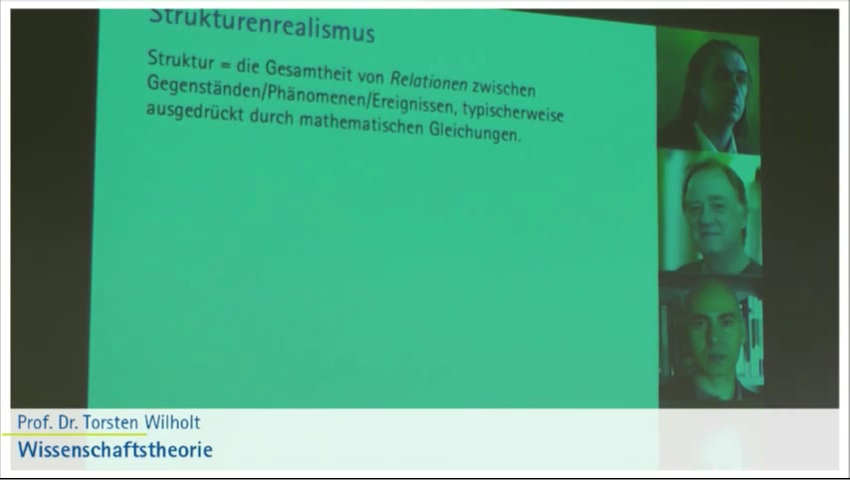 Strukturenrealismus
Struktur = die Gesamtheit von Relationen zwischen
Gegenständen/Phänomenen/Ereignissen, typischerweise
ausgedrückt durch mathematischen Gleichungen.
Prof. Dr. Torsten Wilholt
Wissenschaftstheorie